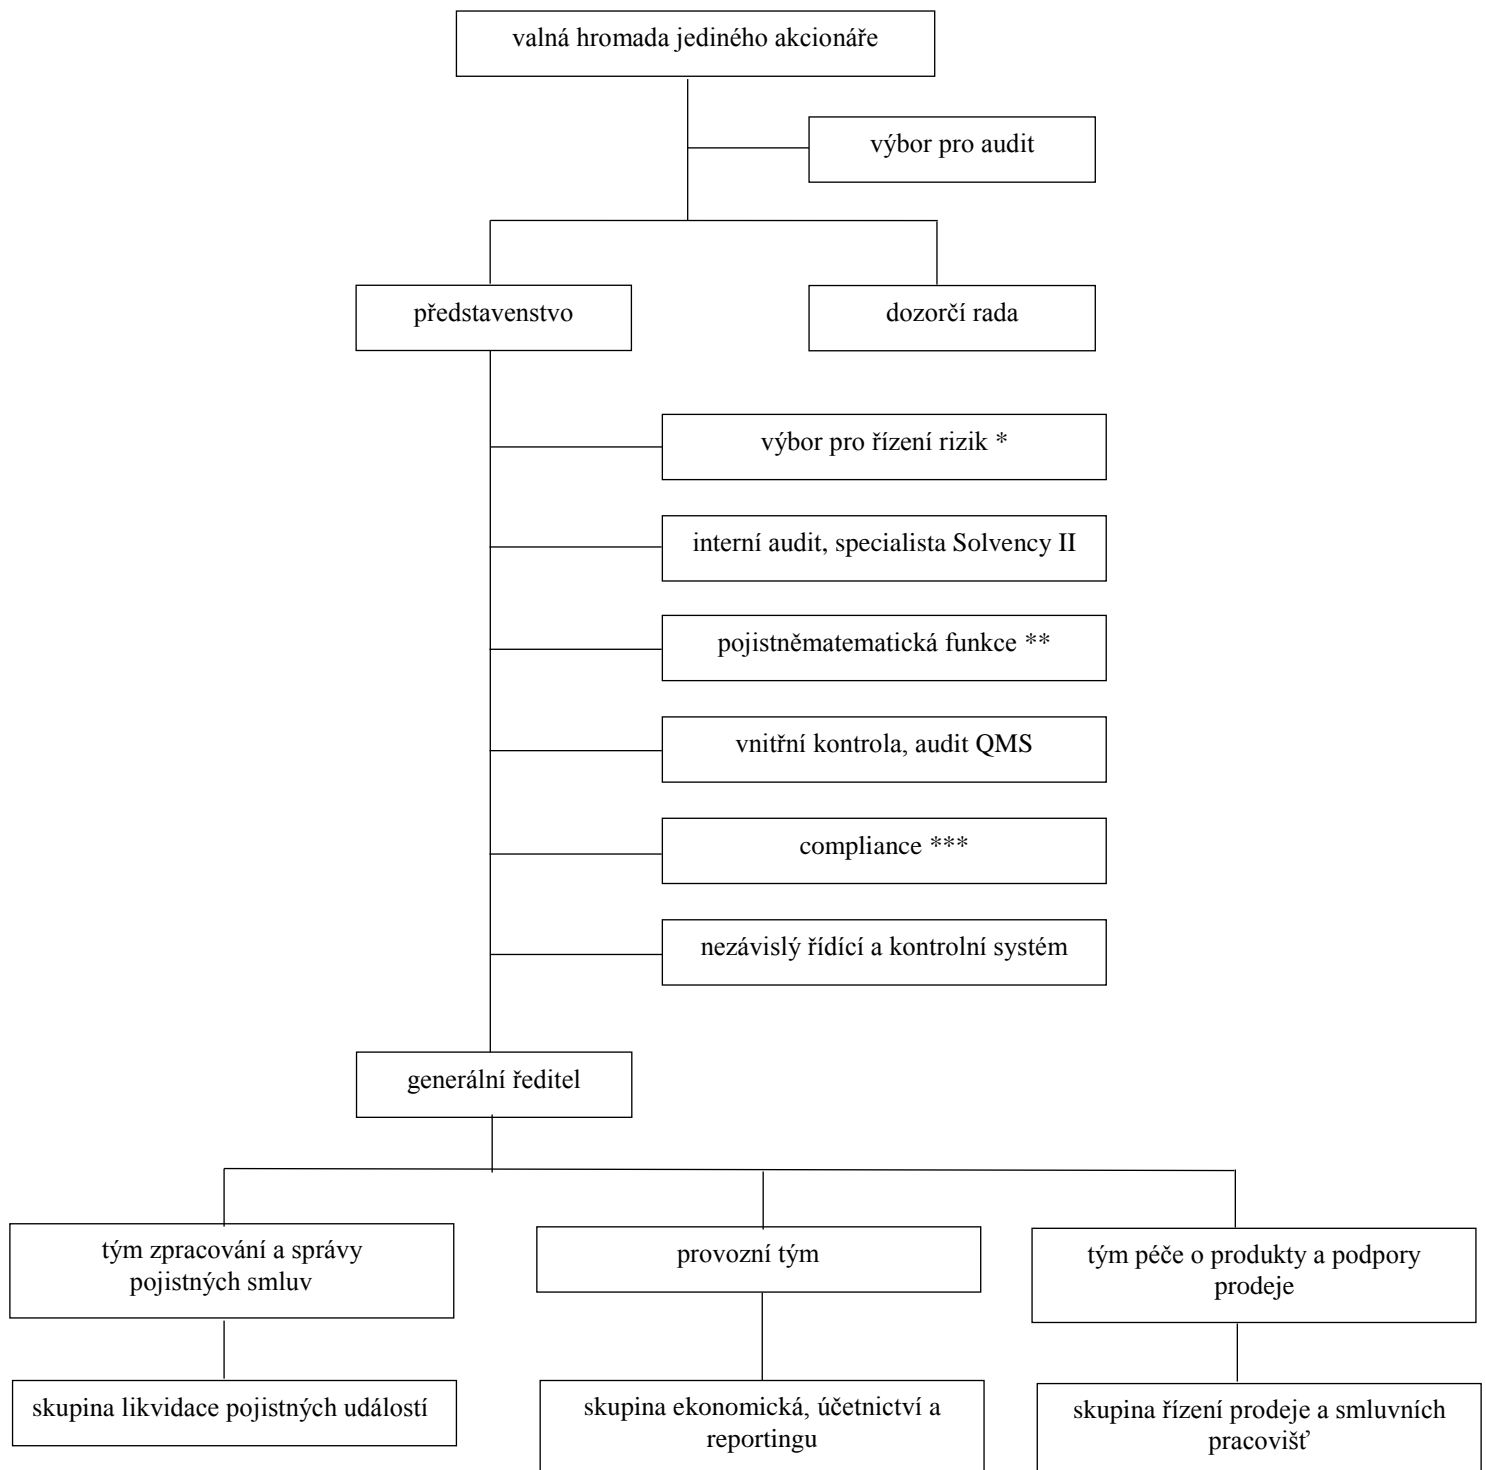 valná hromada jediného akcionáře
výbor pro audit
představenstvo
dozorčí rada
výbor pro řízení rizik *
interní audit, specialista Solvency II
pojistněmatematická funkce **
vnitřní kontrola, audit QMS
compliance ***
nezávislý řídící a kontrolní systém
generální ředitel
tým zpracování a správy
pojistných smluv
provozní tým
tým péče o produkty a podpory
prodeje
skupina likvidace pojistných událostí
skupina ekonomická, účetnictví a
reportingu
skupina řízení prodeje a smluvních
pracovišť